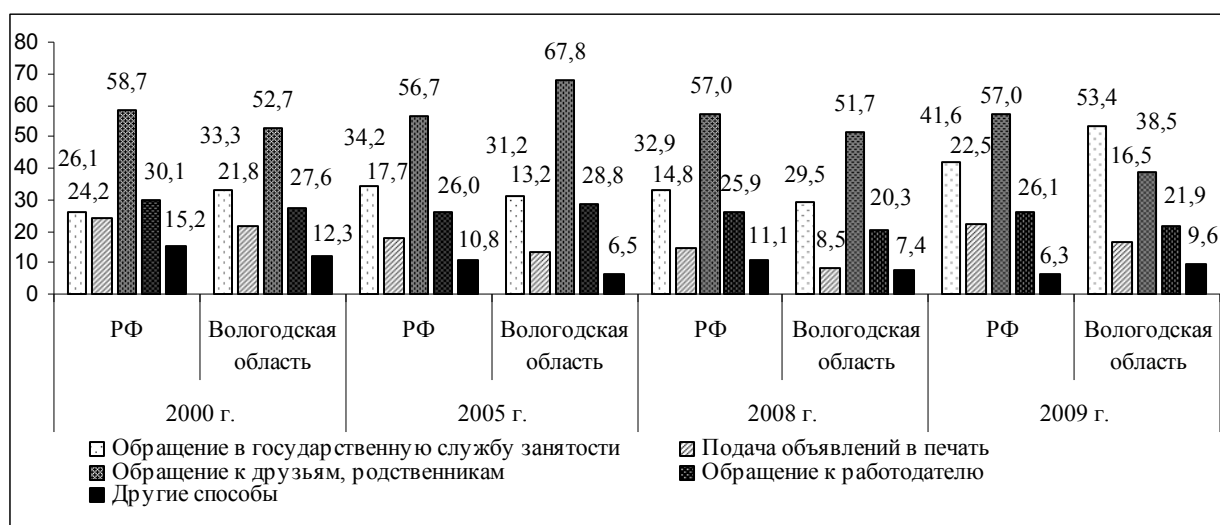 80
70
60
50
40
30
20
10
0
26,1
24,2
58,7
30,1
15,2
33,3
21,8
52,7
27,6
12,3
34,2
17,7
56,7
26,0
10,8
31,2
13,2
67,8
28,8
6,5
32,9
14,8
57,0
25,9
11,1
29,5
8,5
51,7
20,3
7,4
41,6
22,5
57,0
26,1
6,3
53,4
16,5
38,5
21,9
9,6
РФ
Вологодская
область
РФ
Вологодская
область
РФ
Вологодская
область
РФ
Вологодская
область
2000 г.
2005 г.
2008 г.
2009 г.
Обращение в государственную службу занятости
Подача объявлений в печать
Обращение к друзьям, родственникам
Обращение к работодателю
Другие способы